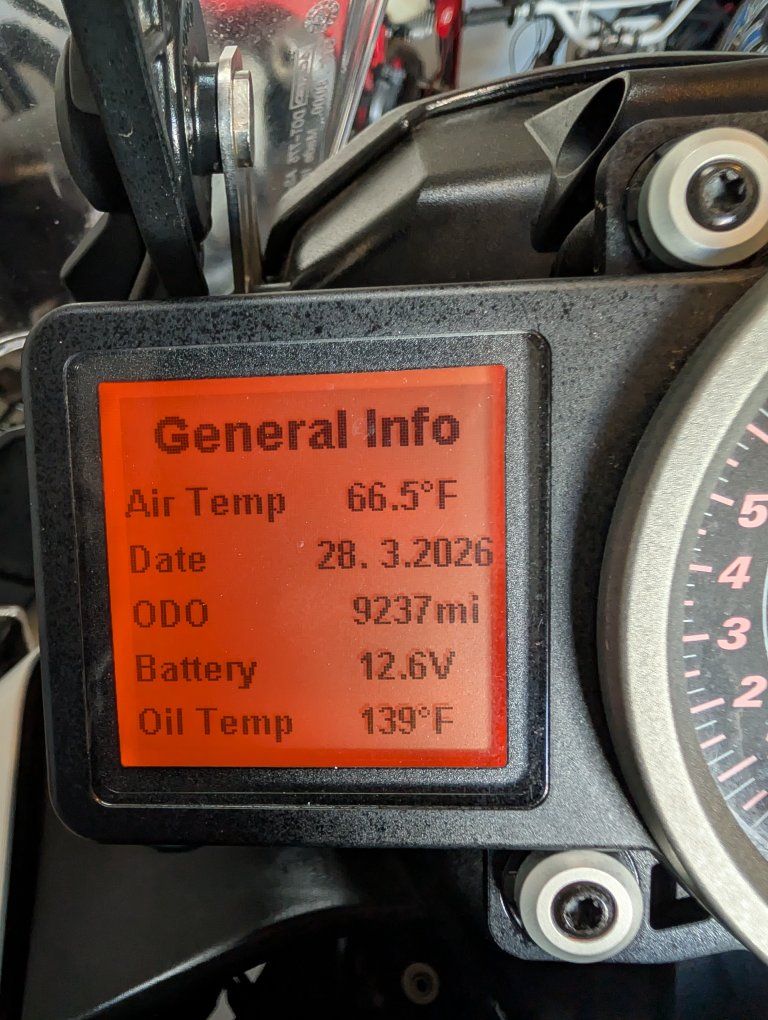 General Info
Air Temp 66.5°F
Date 28. 3.2026
ODO 9237mi
Battery 12.6V
Oil Temp 139°F
5
4
3
2